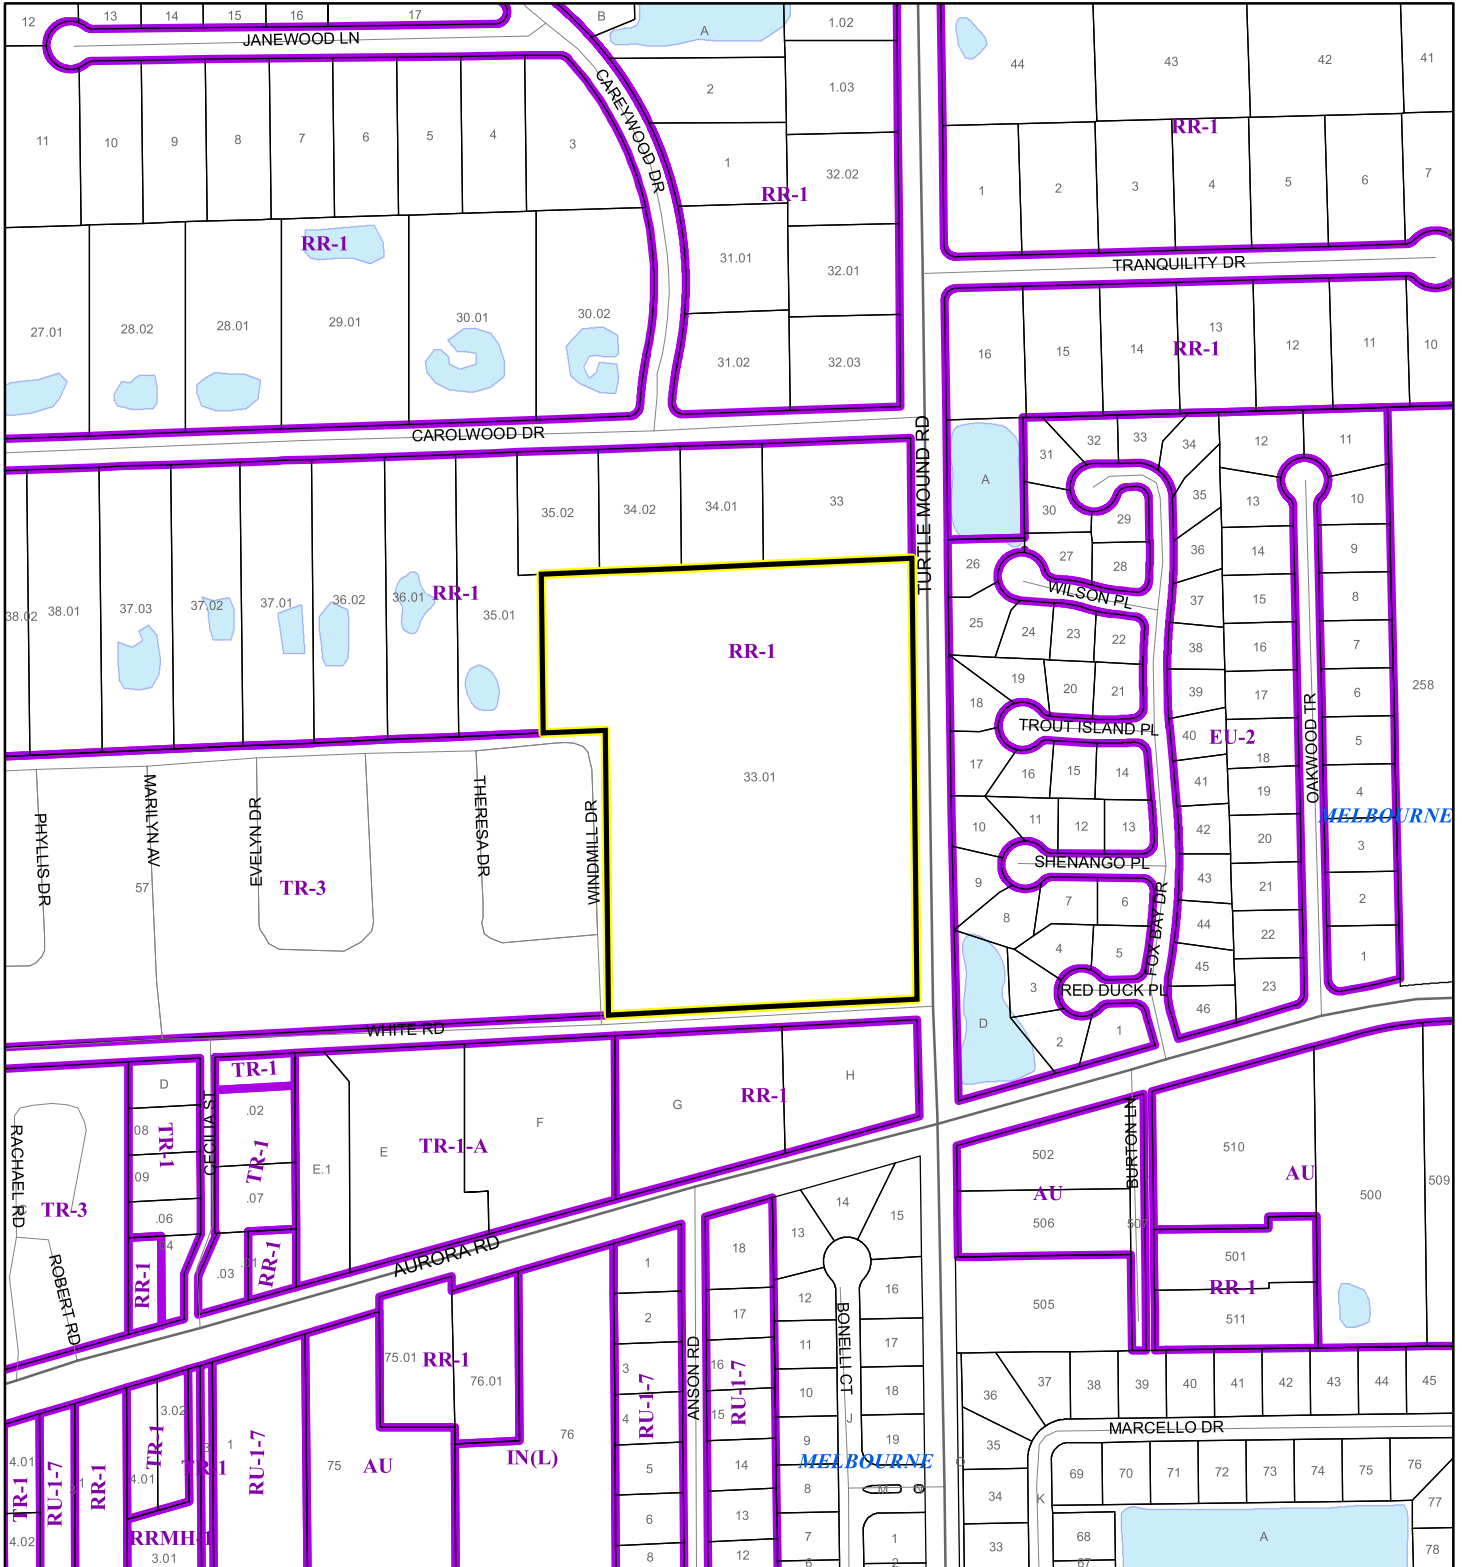 12
13
14
15
16
17
B
A
1.02
44
43
42
41
JANEWOOD LN
CAREYWOOD DR
2
1.03
RR-1
11
10
9
8
7
6
5
4
3
1
32.02
RR-1
1
2
3
4
5
6
7
RR-1
31.01
32.01
TRANQUILITY DR
27.01
28.02
28.01
29.01
30.01
30.02
31.02
32.03
16
15
14
13
RR-1
12
11
10
CAROLWOOD DR
TURTLE MOUND RD
35.02
34.02
34.01
33
A
31
32
33
34
12
11
30
29
35
13
10
38.02
38.01
37.03
37.02
37.01
36.02
36.01
RR-1
35.01
26
27
28
36
14
9
WILSON PL
37
15
8
RR-1
25
24
23
22
38
16
7
18
19
20
21
39
17
6
258
TROUT ISLAND PL
40
EU-2
18
OAKWOOD TR
5
33.01
17
16
15
14
41
19
4
MELBOURNE
PHYLLIS DR
MARILYN AV
EVELYN DR
THERESA DR
WINDMILL DR
57
TR-3
10
11
12
13
42
20
3
SHENANGO PL
9
8
7
6
43
21
2
FOX BAY DR
4
5
44
22
1
3
45
23
RED DUCK PL
46
D
2
1
WHITE RD
D
TR-1
.02
08
TR-1
CECILIA ST
TR-1
.09
.07
.06
E.1
E
TR-1-A
F
G
RR-1
H
RACHAEL RD
TR-3
ROBERT RD
RR-1
.03
RR-1
AURORA RD
BURTON LN
502
AU
506
507
510
AU
500
509
501
RR-1
511
505
14
13
15
12
16
BONELLI CT
11
17
10
18
J
9
19
MELBOURNE
8
7
1
18
17
16
RU-1-7
15
14
13
12
ANSON RD
1
2
3
RU-1-7
4
5
6
8
75.01
RR-1
76.01
76
IN(L)
75
AU
1
RU-1-7
3.02
TR-1
4.01
TR-1
RRMH-1
3.01
4.01
TR-1
4.02
RU-1-7
RR-1
36
37
38
39
40
41
42
43
44
45
MARCELLO DR
35
69
70
71
72
73
74
75
76
34
K
77
33
68
67
A
78